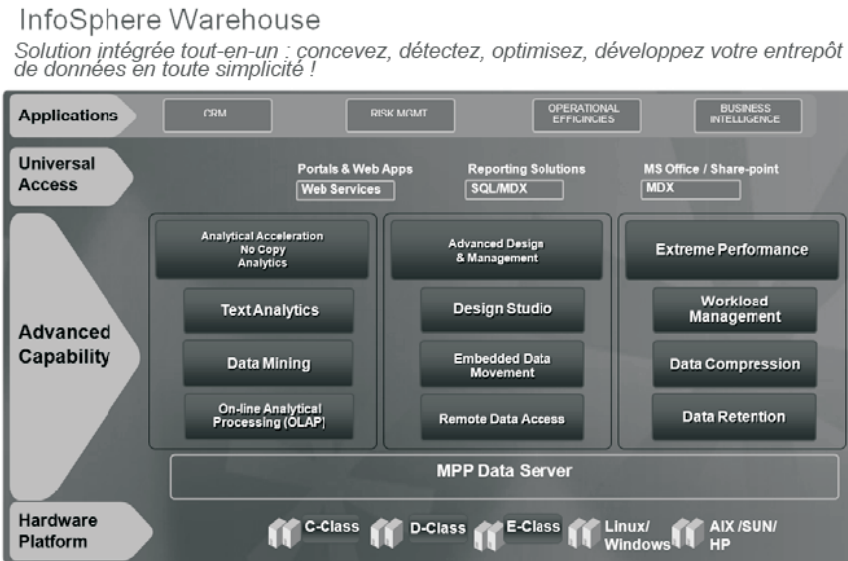 InfoSphere Warehouse
Solution intégrée tout-en-un : concevez, détectez, optimisez, développez votre entrepôt
de données en toute simplicité !
Applications
CRM
RISK MGMT
OPERATIONAL
EFFICINCIES
BUSINESS
INTELLIGENCE
Universal
Access
Portals & Web Apps
Web Services
Reporting Solutions
SQL/MDX
MS Office / Share-point
MDX
Advanced
Capability
Analytical Acceleration
No Copy
Analytics
Text Analytics
Data Mining
On-line Analytical
Processing (OLAP)
Advanced Design
& Management
Design Studio
Embedded Data
Movement
Remote Data Access
Extreme Performance
Workload
Management
Data Compression
Data Retention
MPP Data Server
Hardware
Platform
C-Class
D-Class
E-Class
Linux/
Windows
AIX /SUN/
HP